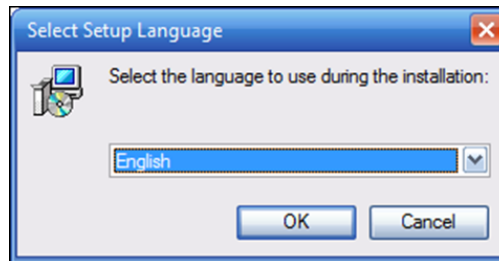 Select Setup Language
Select the language to use during the installation:
English
OK
Cancel